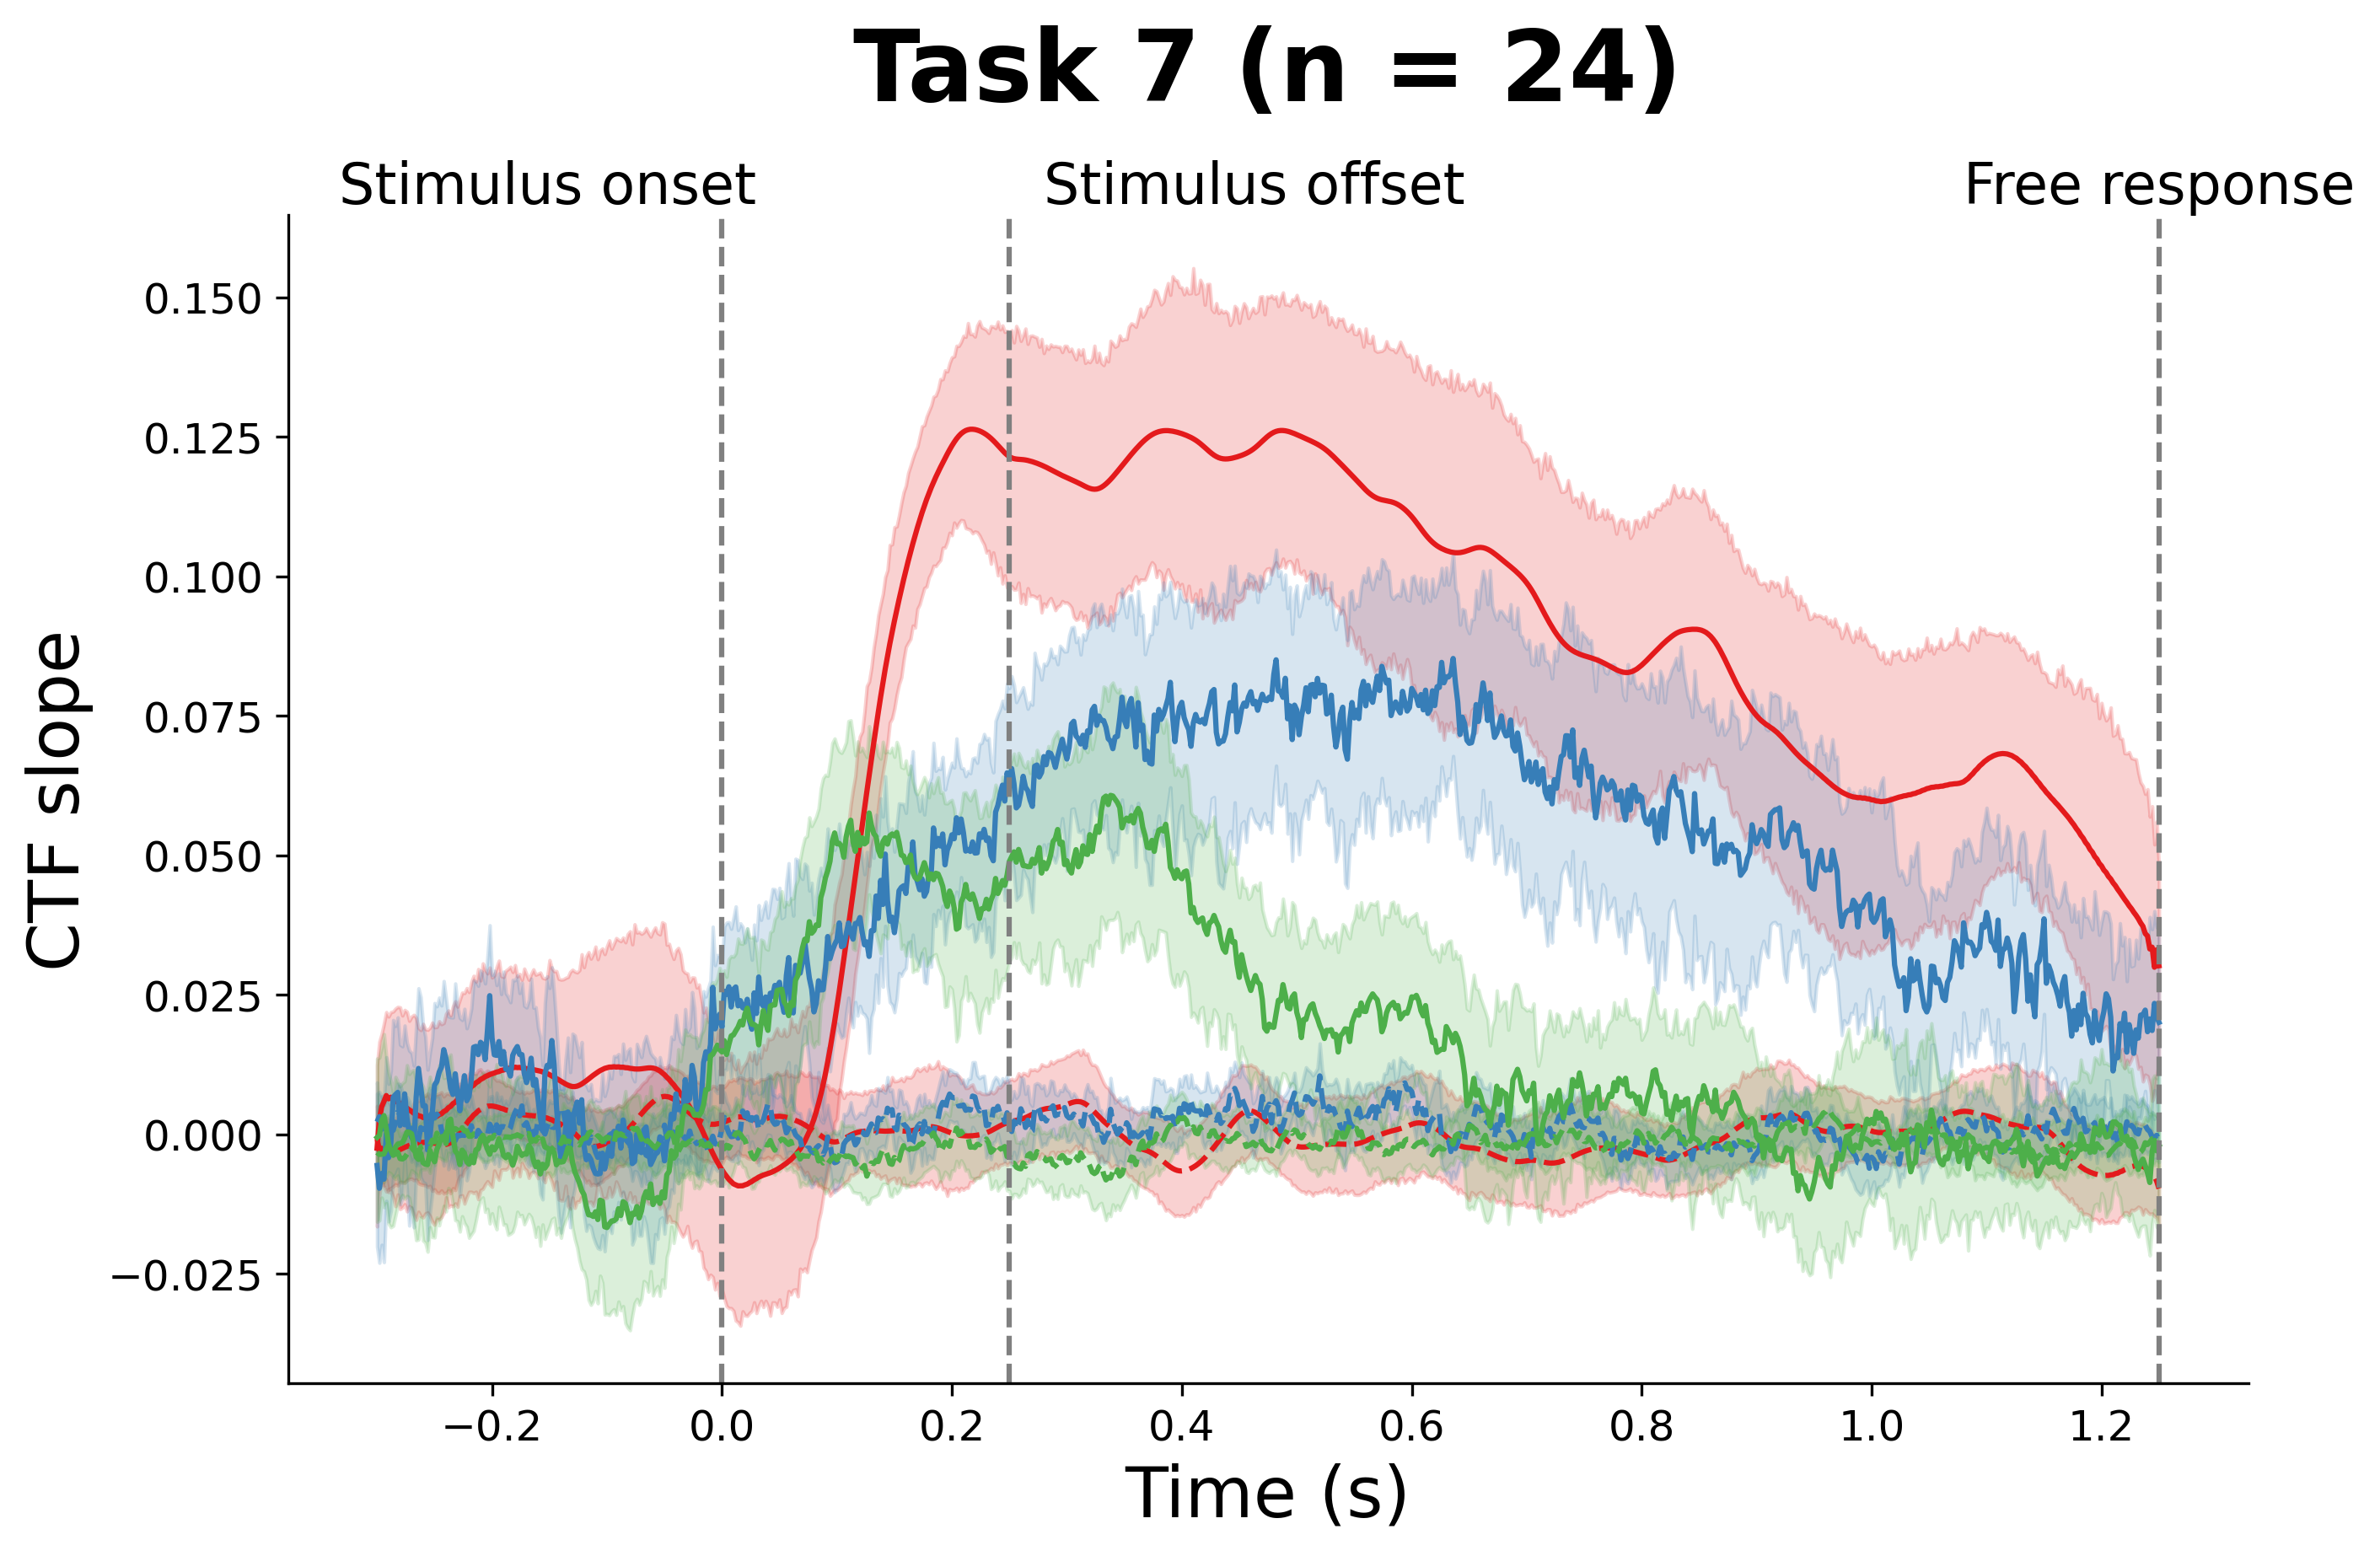 Task 7 (n = 24)
Stimulus onset Stimulus offset Free response
0.150
0.125
0.100
0.075
0.050
0.025
0.000
−0.025
CTF slope
−0.2 0.0 0.2 0.4 0.6 0.8 1.0 1.2
Time (s)